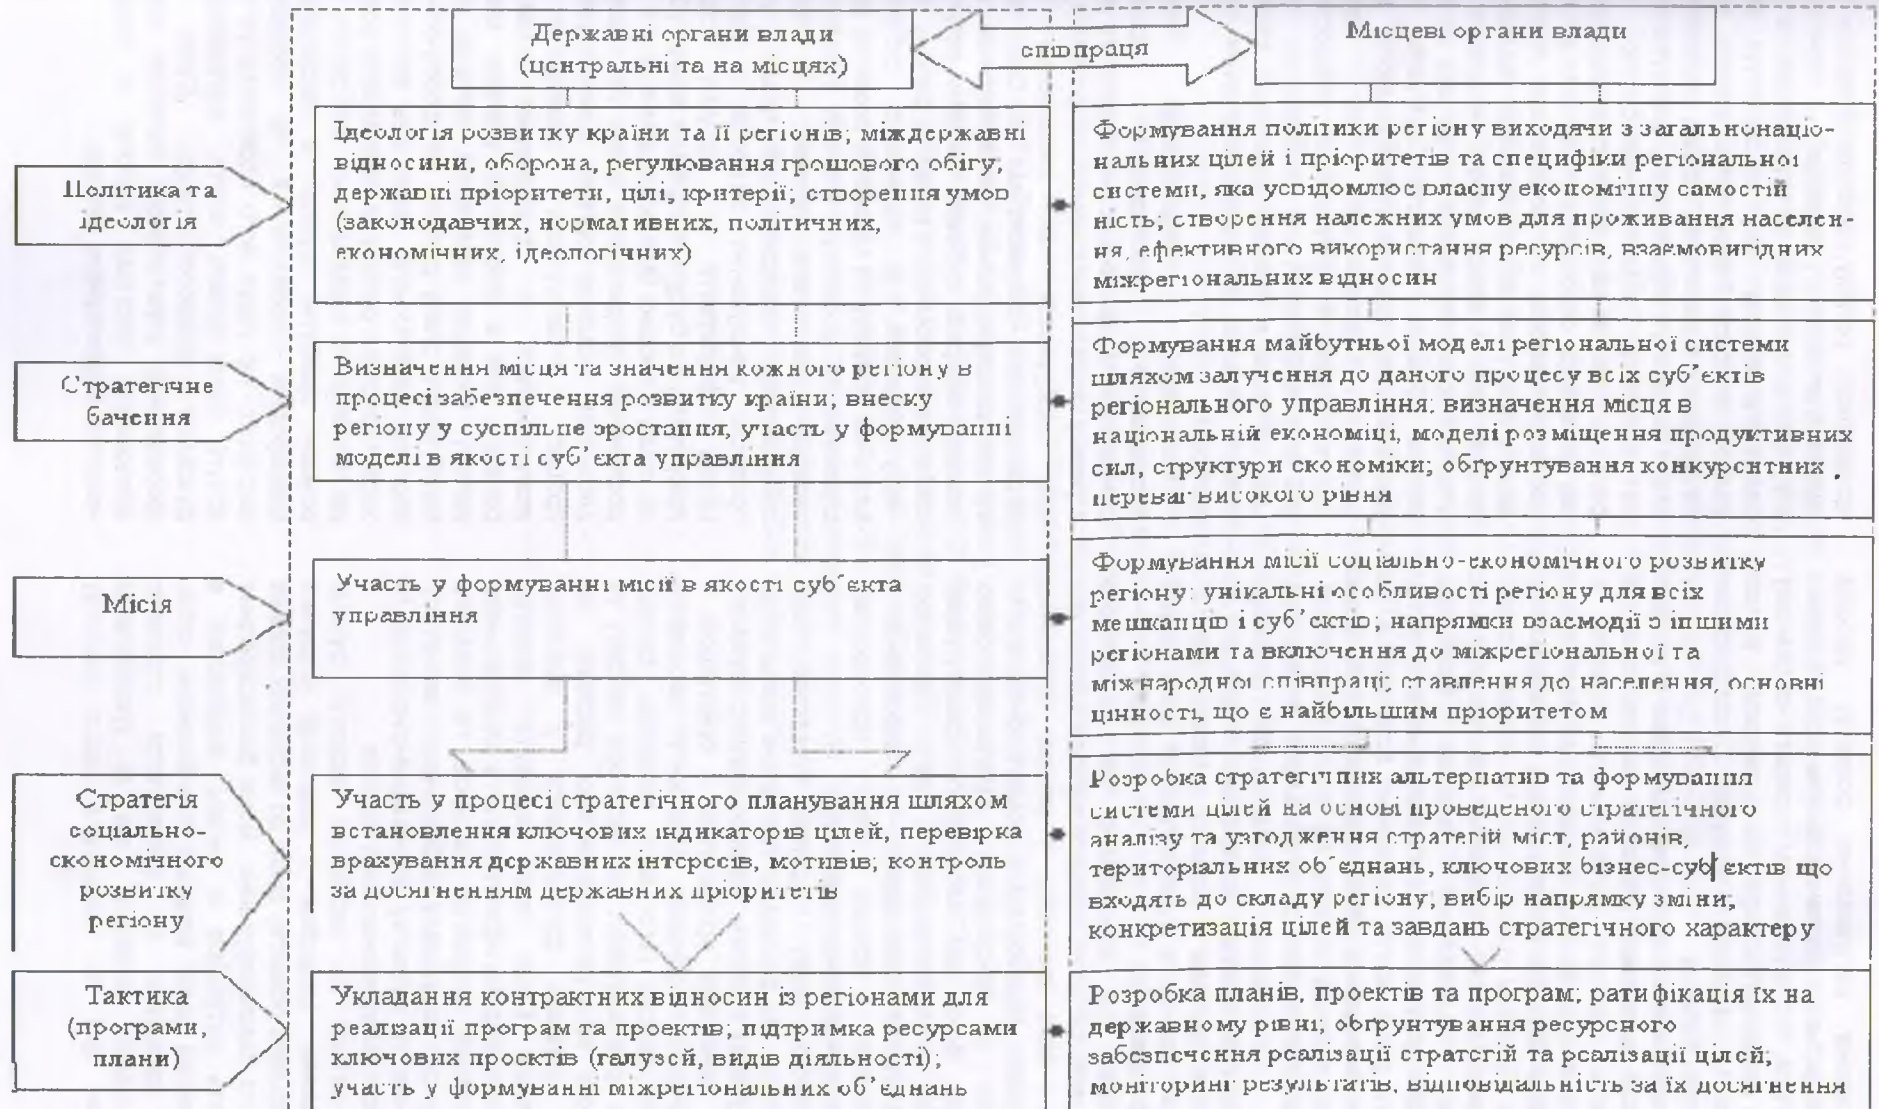 Державні органи влади
(центральні та на місцях)
співпраця
Місцеві органи влади
Політика та
ідеологія
Ідеологія розвитку країни та її регіонів; міждержавні
відносини, оборона, регулювання грошового обігу;
державні пріоритети, цілі, критерії; створення умов
(законодавчих, нормативних, політичних,
економічних, ідеологічних)
Формування політики регіону виходячи з загальнонаціо-
нальних цілей і пріоритетів та специфіки регіональної
системи, яка усвідомлює власну економічну самостій
ність; створення належних умов для проживання населен-
ня, ефективного використання ресурсів, взаємовигідних
міжрегіональних відносин
Стратегічне
бачення
Визначення місця та значення кожного регіону в
процесі забезпечення розвитку країни; внеску
регіону у суспільне зростання, участь у формуванні
моделі в якості суб'єкта управління
Формування майбутньої моделі регіональної системи
шляхом залучення до даного процесу всіх суб'єктів
регіонального управління; визначення місця в
національній економіці, моделі розміщення продуктивних
сил, структури економіки; обґрунтування конкурентних
переваг високого рівня
Місія
Участь у формуванні місії в якості суб'єкта
управління
Формування місії соціально-економічного розвитку
регіону: унікальні особливості регіону для всіх
мешканців і суб'єктів; напрямки взаємодії з іншими
регіонами та включення до міжрегіональної та
міжнародної співпраці; ставлення до населення, основні
цінності, що є найбільшим пріоритетом
Стратегія
соціально-
економічного
розвитку
регіону
Участь у процесі стратегічного планування шляхом
встановлення ключових індикаторів цілей, перевірка
врахування державних інтересів, мотивів; контроль
за досягненням державних пріоритетів
Розробка стратегічних альтернатив та формування
системи цілей на основі проведеного стратегічного
аналізу та узгодження стратегій міст, районів,
територіальних об'єднань, ключових бізнес-суб'єктів що
входять до складу регіону; вибір напрямку зміни;
конкретизація цілей та завдань стратегічного характеру
Тактика
(програми,
плани)
Укладання контрактних відносин із регіонами для
реалізації програм та проектів; підтримка ресурсами
ключових проєктів (галузей, видів діяльності);
участь у формуванні міжрегіональних об'єднань
Розробка планів, проектів та програм; ратифікація їх на
державному рівні; обґрунтування ресурсного
забезпечення реалізації стратегій та реалізації цілей;
моніторинг результатів, відповідальність за їх досягнення